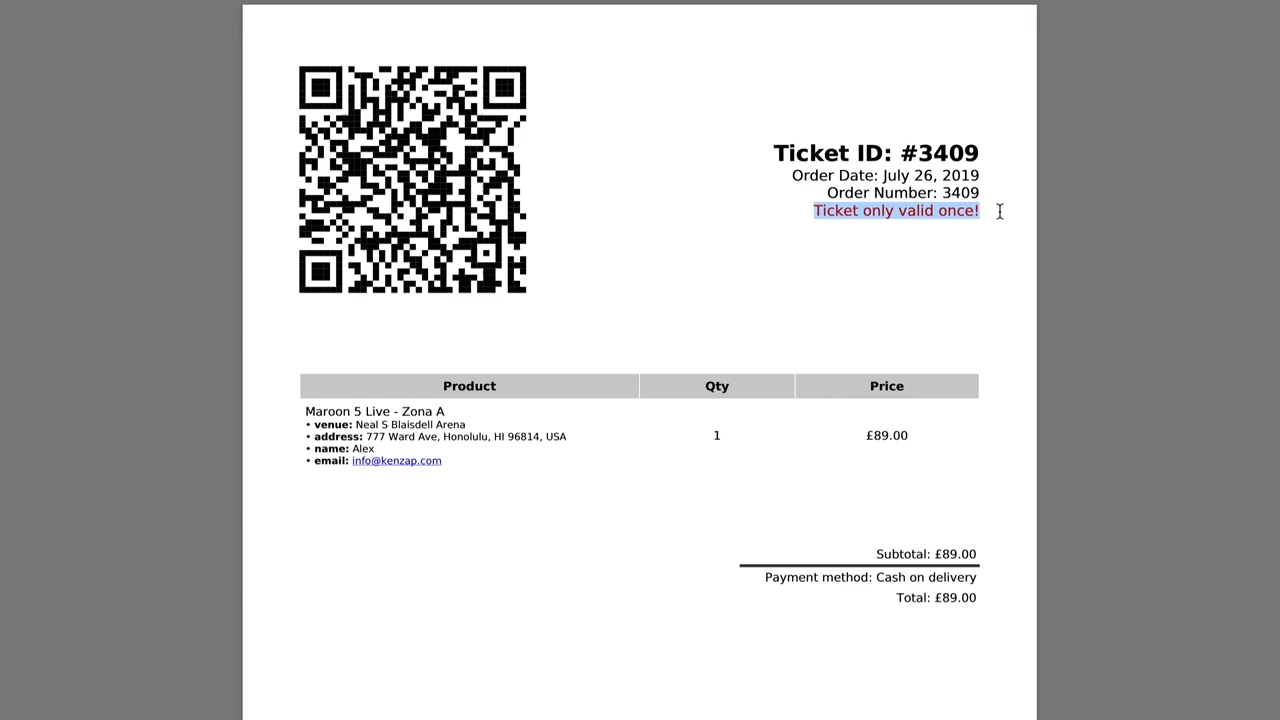 Ticket ID: #3409
Order Date: July 26, 2019
Order Number: 3409
Ticket only valid once!
Product Qty Price
Maroon 5 Live - Zona A
• venue: Neal S Blaisdell Arena
• address: 777 Ward Ave, Honolulu, HI 96814, USA
• name: Alex
• email: info@kenzap.com
1
£89.00
Subtotal: £89.00
Payment method: Cash on delivery
Total: £89.00